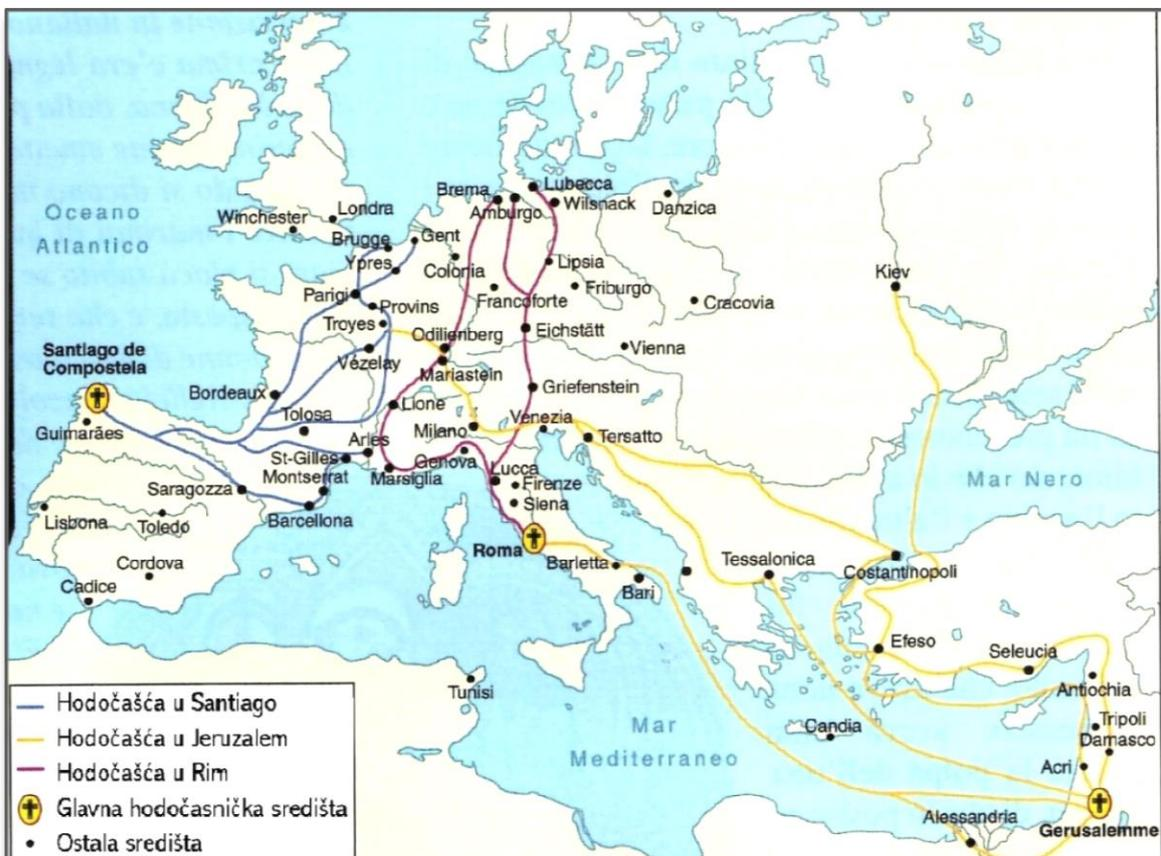 Oceano
Atlantico
Winchester
Londra
Brugge
Gent
Ypres
Colonia
Brema
Amburgo
Lubecca
Wilsnack
Danzica
Lipsia
Francoforte
Friburgo
Cracovia
Kiev
Parigi
Provins
Troyes
Odilienberg
Eichstätt
Vienna
Vézelay
Mariastein
Griefenstein
Santiago de
Compostela
Guimarães
Bordeaux
Tolosa
Lione
Milano
Venezia
Tersatto
Arles
St-Gilles
Montserrat
Marsiglia
Genova
Lucca
Firenze
Siena
Saragozza
Barcellona
Lisbona
Toledo
Cordova
Cadice
Roma
Barletta
Bari
Tessalonica
Costantinopoli
Mar Nero
Efeso
Seleucia
Antiochia
Tripoli
Damasco
Acri
Candia
Tunisi
Mar
Mediterraneo
Alessandria
Gerusalemme
Hodočašća u Santiago
Hodočašća u Jeruzalem
Hodočašća u Rim
Glavna hodočasnička središta
Ostala središta